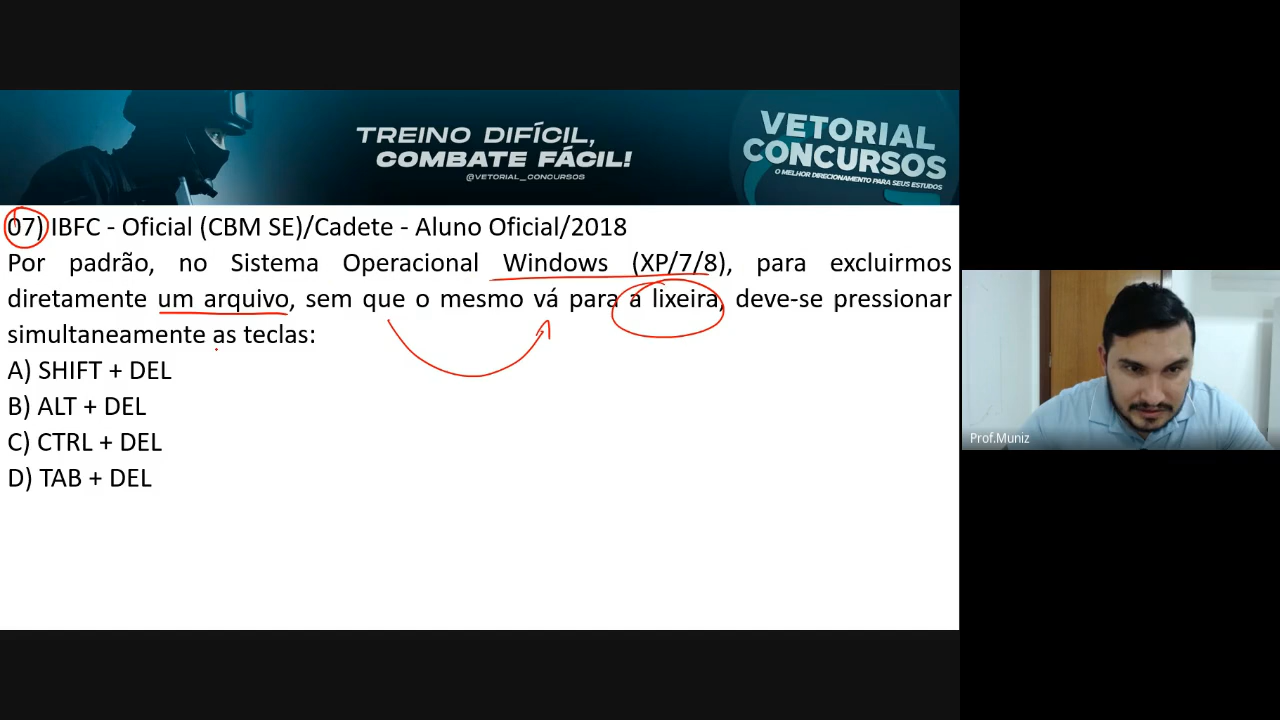 TREINO DIFÍCIL,
COMBATE FÁCIL!
@VETORIAL_CONCURSOS
VETORIAL
CONCURSOS
O MELHOR DIRECIONAMENTO PARA SEUS ESTUDOS
07) IBFC - Oficial (CBM SE)/Cadete - Aluno Oficial/2018
Por padrão, no Sistema Operacional Windows (XP/7/8), para excluirmos
diretamente um arquivo, sem que o mesmo vá para a lixeira, deve-se pressionar
simultaneamente as teclas:
A) SHIFT + DEL
B) ALT + DEL
C) CTRL + DEL
D) TAB + DEL
Prof.Muniz